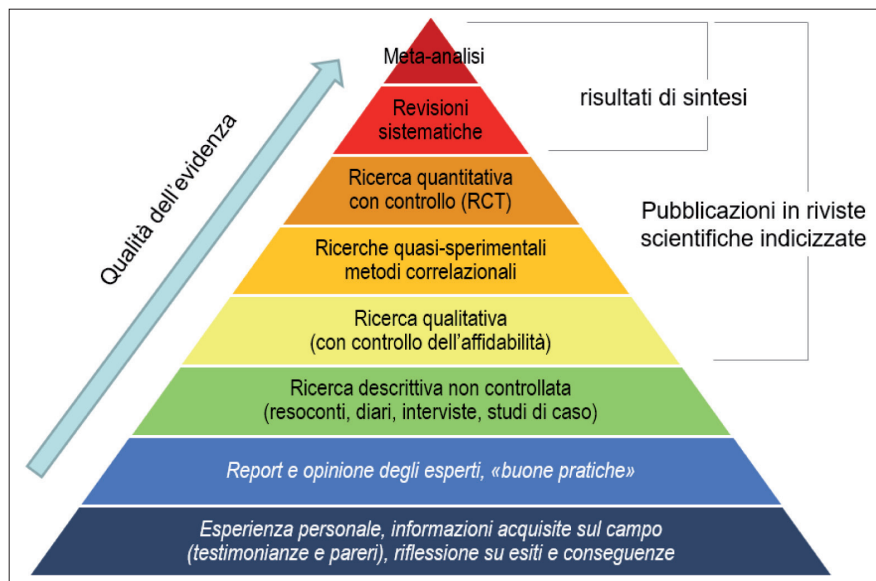 Meta-analisi
Revisioni
sistematiche
Ricerca quantitativa
con controllo (RCT)
Ricerche quasi-sperimentali
metodi correlazionali
Ricerca qualitativa
(con controllo dell'affidabilità)
Ricerca descrittiva non controllata
(resoconti, diari, interviste, studi di caso)
Report e opinione degli esperti, «buone pratiche»
Esperienza personale, informazioni acquisite sul campo
(testimonianze e pareri), riflessione su esiti e conseguenze
Qualità dell'evidenza
risultati di sintesi
Pubblicazioni in riviste
scientifiche indicizzate